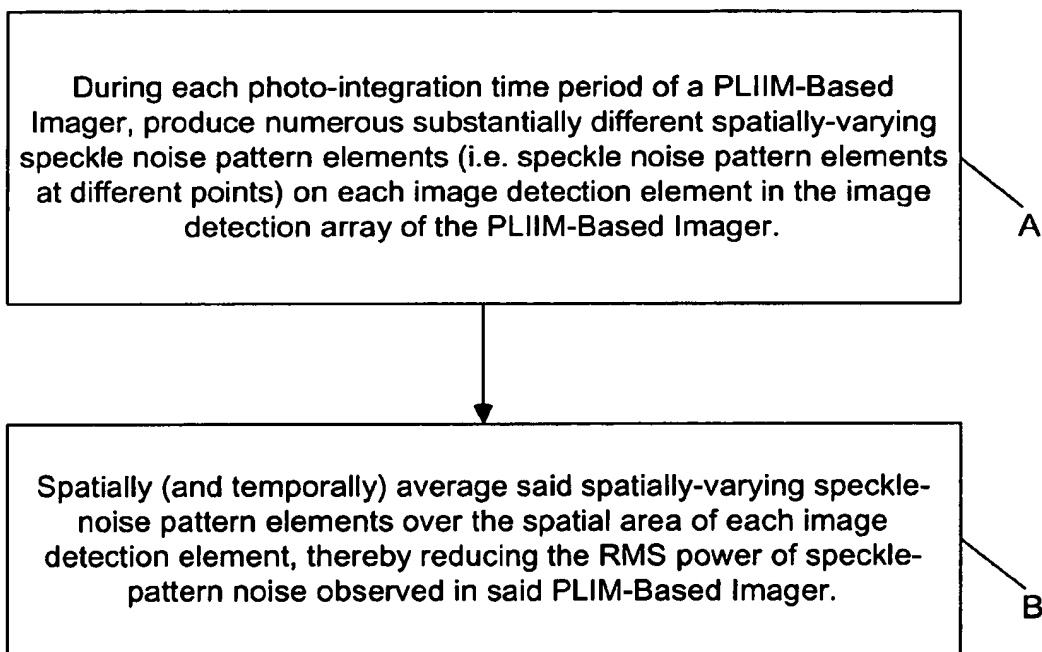 During each photo-integration time period of a PLIIM-Based
Imager, produce numerous substantially different spatially-varying
speckle noise pattern elements (i.e. speckle noise pattern elements
at different points) on each image detection element in the image
detection array of the PLIIM-Based Imager.
A
Spatially (and temporally) average said spatially-varying speckle-
noise pattern elements over the spatial area of each image
detection element, thereby reducing the RMS power of speckle-
pattern noise observed in said PLIM-Based Imager.
B